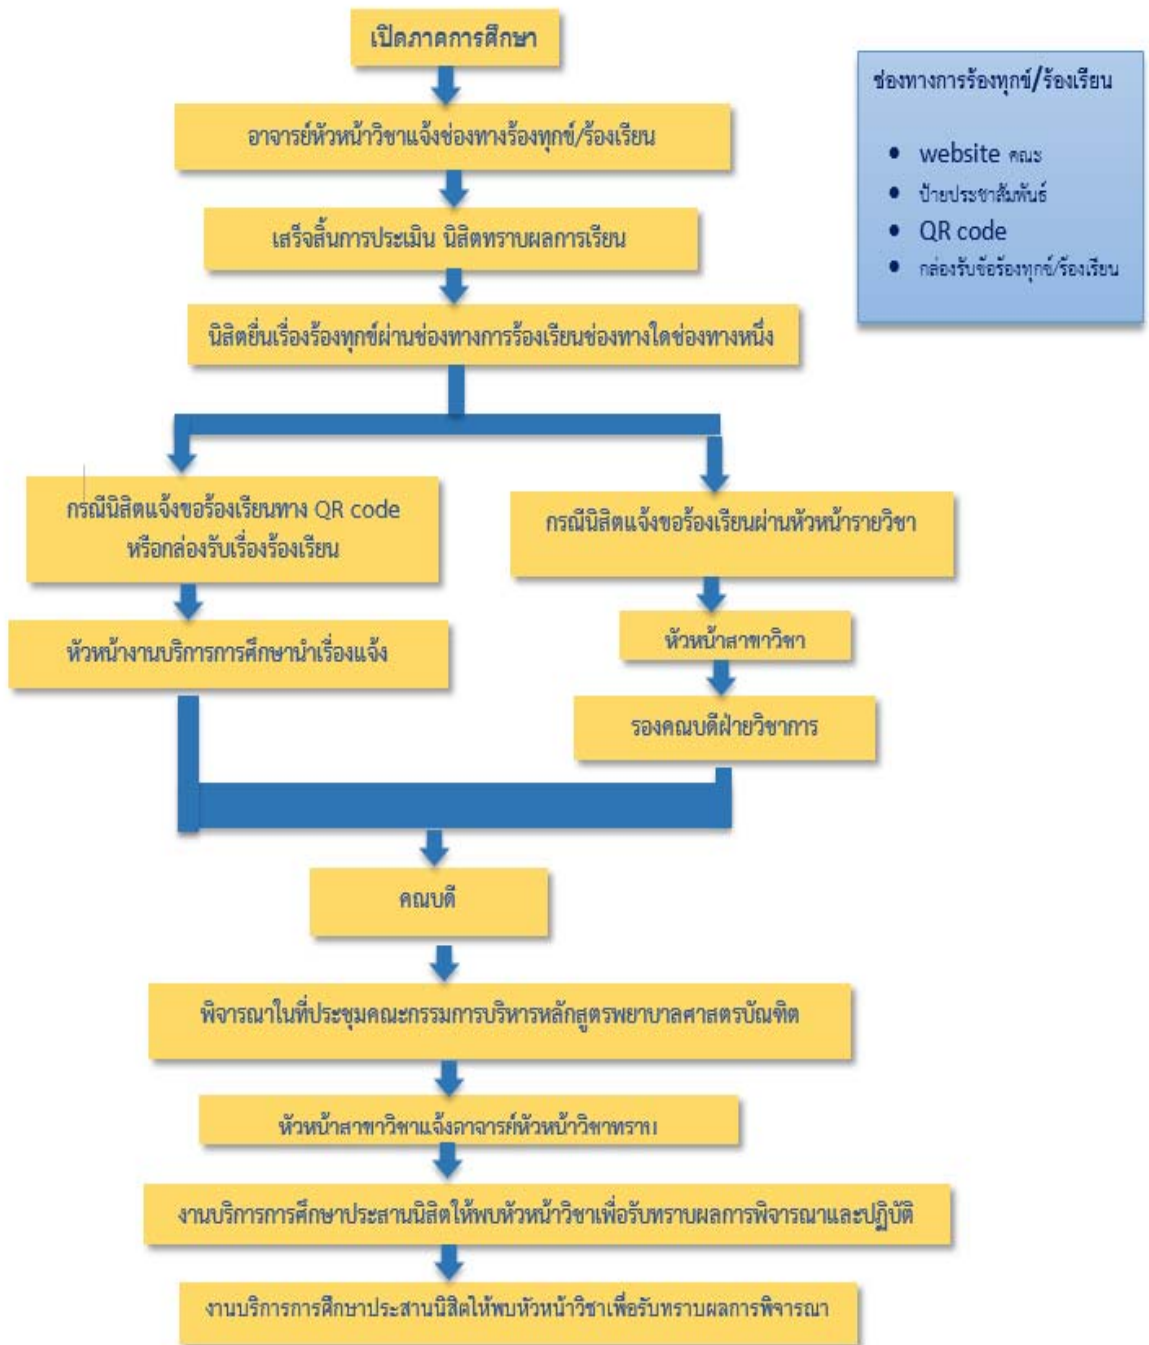 เปิดภาคการศึกษา
อาจารย์หัวหน้าวิชาแจ้งช่องทางร้องทุกข์/ร้องเรียน
เสร็จสิ้นการประเมิน นิสิตทราบผลการเรียน
นิสิตยื่นเรื่องร้องทุกข์ผ่านช่องทางการร้องเรียนช่องทางใดช่องทางหนึ่ง
ช่องทางการร้องทุกข์/ร้องเรียน
• website คณะ
• ป้ายประชาสัมพันธ์
• QR code
• กล่องรับข้อร้องทุกข์/ร้องเรียน
กรณีนิสิตแจ้งขอร้องเรียนทาง QR code
หรือกล่องรับเรื่องร้องเรียน
หัวหน้างานบริการการศึกษานำเรื่องแจ้ง
กรณีนิสิตแจ้งขอร้องเรียนผ่านหัวหน้ารายวิชา
หัวหน้าสาขาวิชา
รองคณบดีฝ่ายวิชาการ
คณบดี
พิจารณาในที่ประชุมคณะกรรมการบริหารหลักสูตรพยาบาลศาสตรบัณฑิต
หัวหน้าสาขาวิชาแจ้งอาจารย์หัวหน้าวิชาทราบ
งานบริการการศึกษาประสานนิสิตให้พบหัวหน้าวิชาเพื่อรับทราบผลการพิจารณาและปฏิบัติ
งานบริการการศึกษาประสานนิสิตให้พบหัวหน้าวิชาเพื่อรับทราบผลการพิจารณา